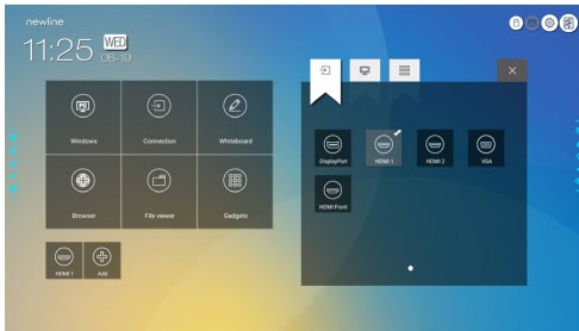 newline
11:25 WED
06-19
PC
Windows
Connection
Whiteboard
Browser
File viewer
Gadgets
HDMI 1
Add
DisplayPort
HDMI 1
HDMI 2
VGA
HDMI Front